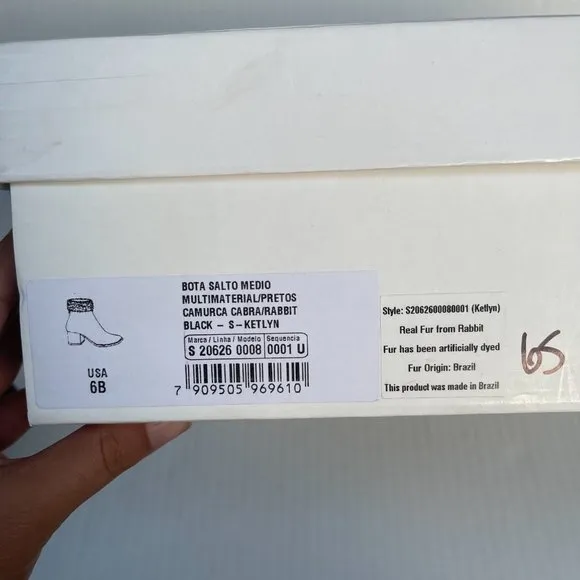 BOTA SALTO MEDIO
MULTIMATERIAL/PRETOS
CAMURCA CABRA/RABBIT
BLACK - S-KETLYN
Marca / Linha / Modelo Sequencia
S 20626 0008 0001 U
USA
6B
7 909505 969610
Style: S2062600080001 (Ketlyn)
Real Fur from Rabbit
Fur has been artificially dyed
Fur Origin: Brazil
This product was made in Brazil